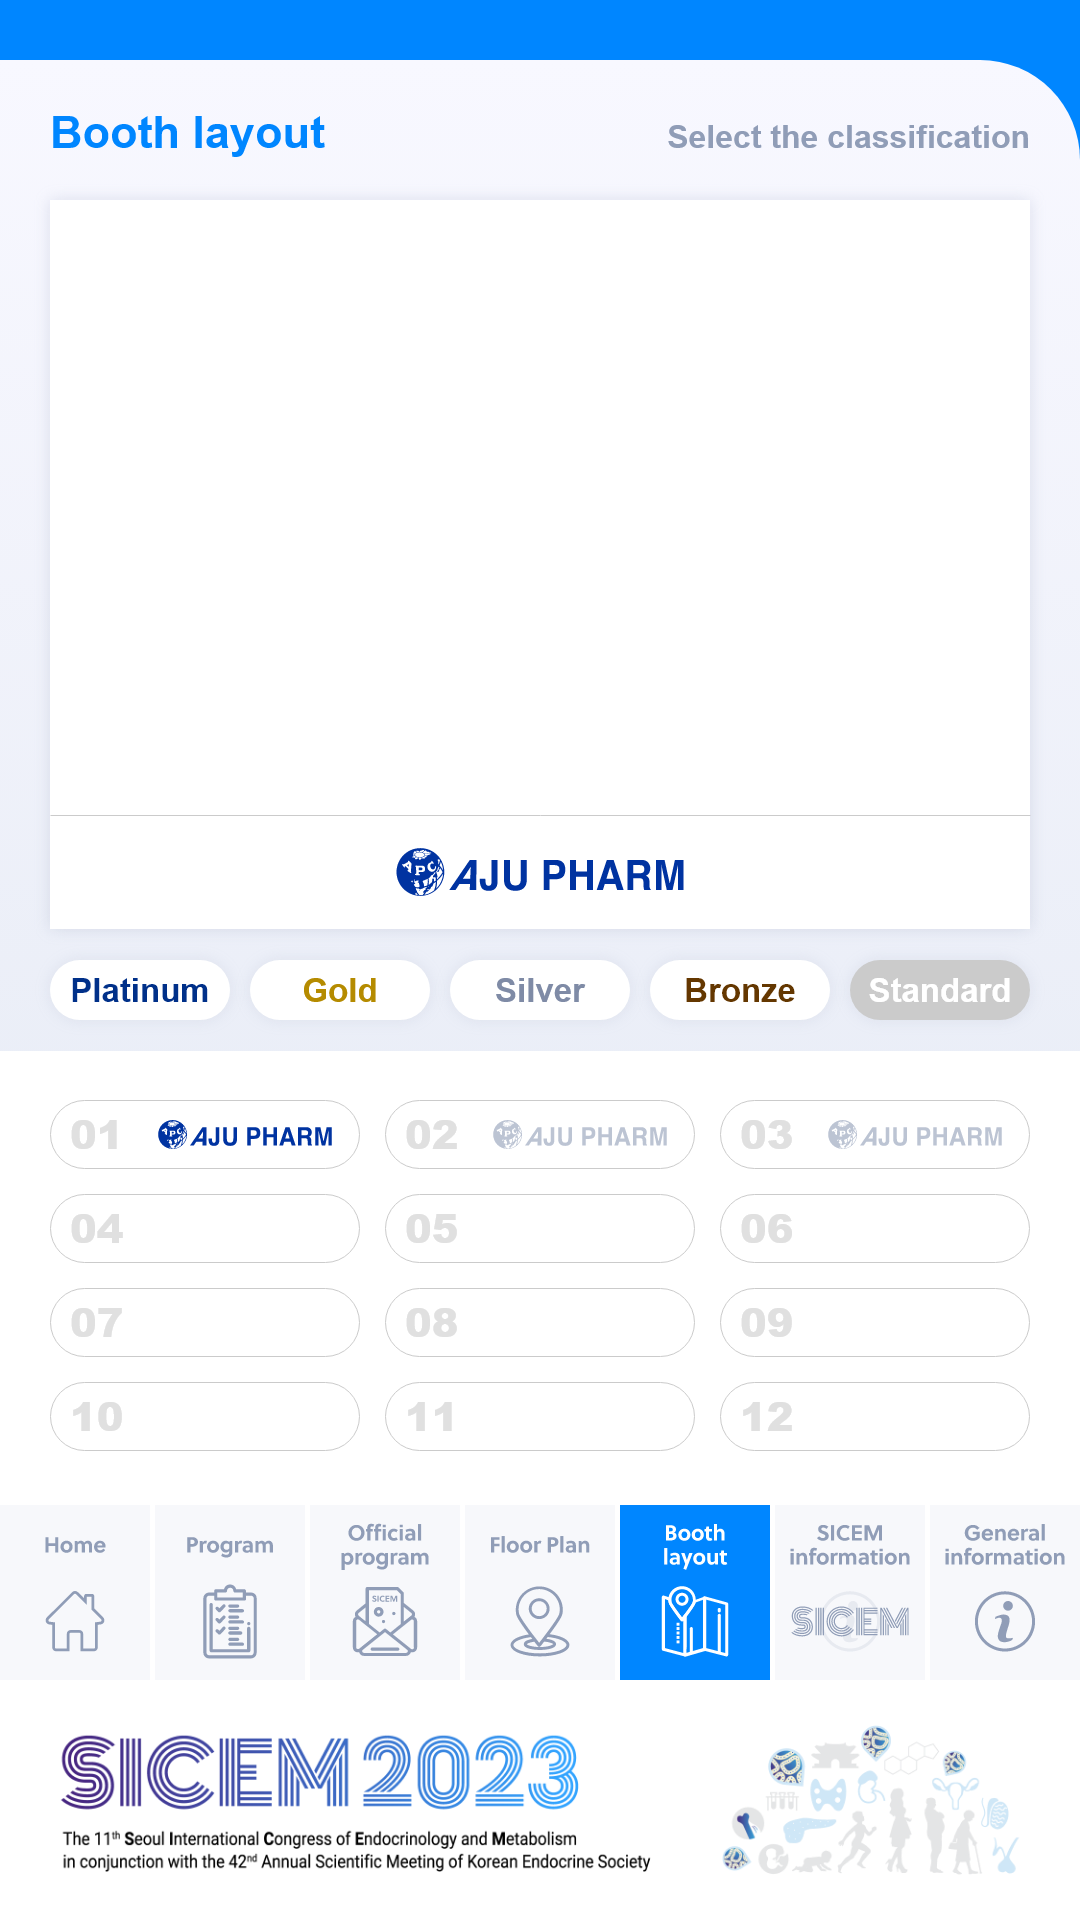 Booth layout
Select the classification
APC AJU PHARM
Platinum
Gold
Silver
Bronze
Standard
01 APC AJU PHARM
02 APC AJU PHARM
03 APC AJU PHARM
04
05
06
07
08
09
10
11
12
Home
Program
Official
program
SICEM
Floor Plan
Booth
layout
SICEM
information
SICEM
General
information
i
SICEM 2023
The 11th Seoul International Congress of Endocrinology and Metabolism
in conjunction with the 42nd Annual Scientific Meeting of Korean Endocrine Society